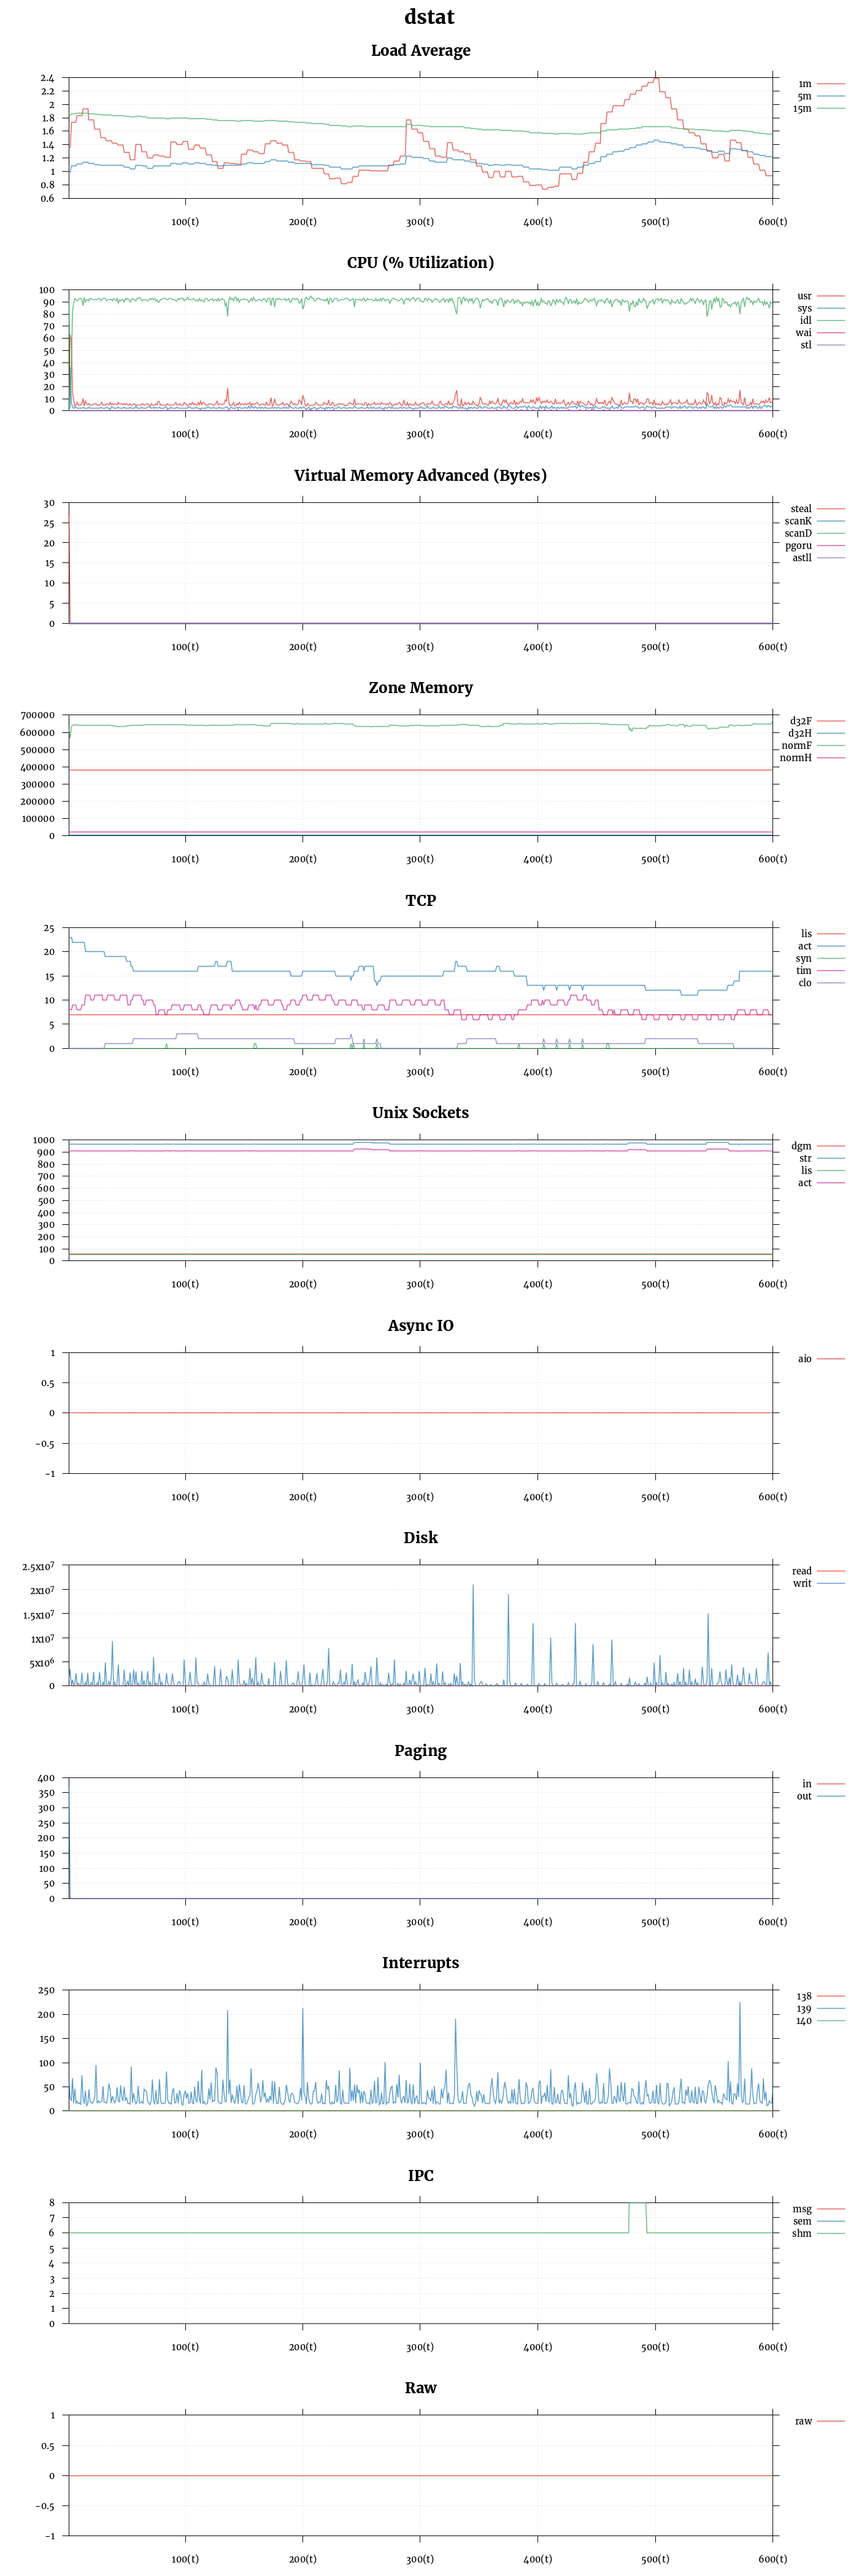 dstat
Load Average
2.4
2.2
2
1.8
1.6
1.4
1.2
1
0.8
0.6
100(t) 200(t) 300(t) 400(t) 500(t) 600(t)
1m
5m
15m
CPU (% Utilization)
100
90
80
70
60
50
40
30
20
10
0
100(t) 200(t) 300(t) 400(t) 500(t) 600(t)
usr
sys
idl
wai
stl
Virtual Memory Advanced (Bytes)
30
25
20
15
10
5
0
100(t) 200(t) 300(t) 400(t) 500(t) 600(t)
steal
scanK
scanD
pgoru
astll
Zone Memory
700000
600000
500000
400000
300000
200000
100000
0
100(t) 200(t) 300(t) 400(t) 500(t) 600(t)
d32F
d32H
normF
normH
TCP
25
20
15
10
5
0
100(t) 200(t) 300(t) 400(t) 500(t) 600(t)
lis
act
syn
tim
clo
Unix Sockets
1000
900
800
700
600
500
400
300
200
100
0
100(t) 200(t) 300(t) 400(t) 500(t) 600(t)
dgm
str
lis
act
Async IO
1
0.5
0
-0.5
-1
100(t) 200(t) 300(t) 400(t) 500(t) 600(t)
aio
Disk
2.5x10⁷
2x10⁷
1.5x10⁷
1x10⁷
5x10⁶
0
100(t) 200(t) 300(t) 400(t) 500(t) 600(t)
read
writ
Paging
400
350
300
250
200
150
100
50
0
100(t) 200(t) 300(t) 400(t) 500(t) 600(t)
in
out
Interrupts
250
200
150
100
50
0
100(t) 200(t) 300(t) 400(t) 500(t) 600(t)
138
139
140
IPC
8
7
6
5
4
3
2
1
0
100(t) 200(t) 300(t) 400(t) 500(t) 600(t)
msg
sem
shm
Raw
1
0.5
0
-0.5
-1
100(t) 200(t) 300(t) 400(t) 500(t) 600(t)
raw